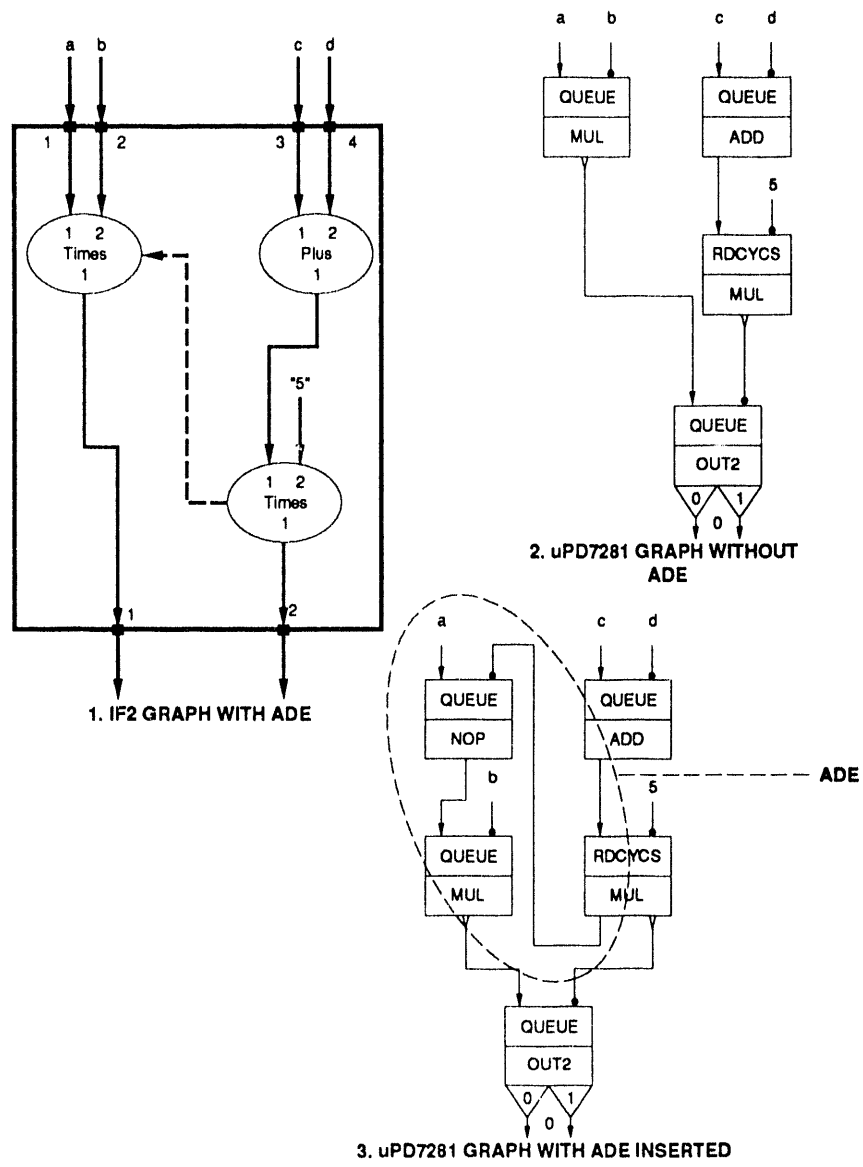 a b c d
1 2 3 4
1 2
Times
1
1 2
Plus
1
"5"
1 2
Times
1
1 2
1. IF2 GRAPH WITH ADE
a b c d
QUEUE QUEUE
MUL ADD
5
RDCYCS
MUL
QUEUE
OUT2
0 1
0
2. uPD7281 GRAPH WITHOUT
ADE
a c d
QUEUE QUEUE
NOP ADD
ADE
b 5
QUEUE RDCYCS
MUL MUL
QUEUE
OUT2
0 1
0
3. uPD7281 GRAPH WITH ADE INSERTED